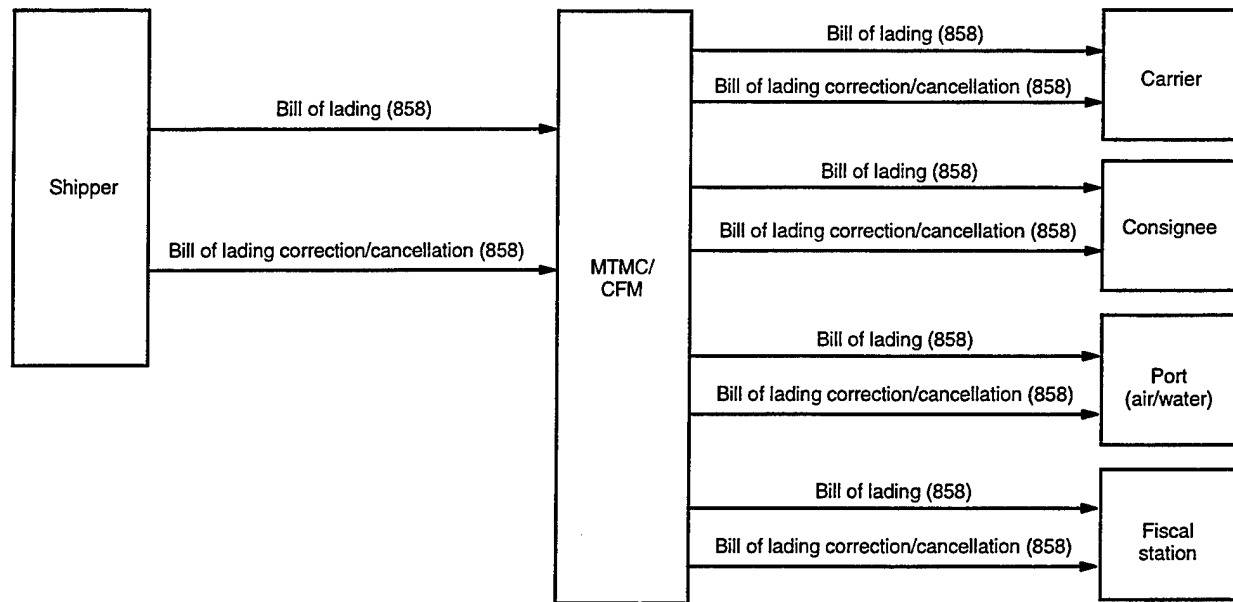 Shipper
Bill of lading (858)
Bill of lading correction/cancellation (858)
MTMC/
CFM
Bill of lading (858)
Bill of lading correction/cancellation (858)
Carrier
Bill of lading (858)
Bill of lading correction/cancellation (858)
Consignee
Bill of lading (858)
Bill of lading correction/cancellation (858)
Port
(air/water)
Bill of lading (858)
Bill of lading correction/cancellation (858)
Fiscal
station